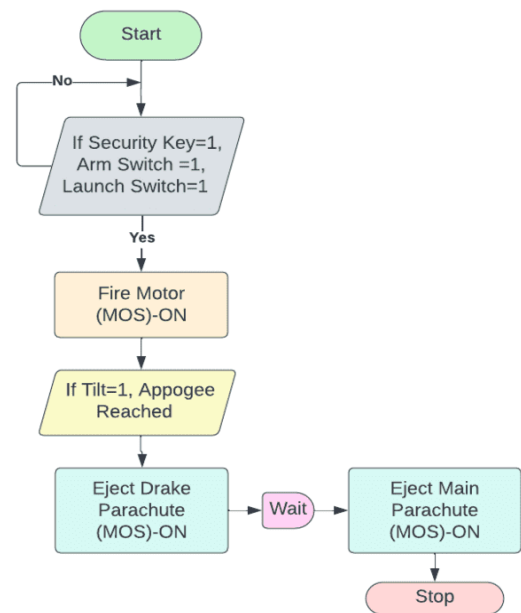 Start
No
If Security Key=1,
Arm Switch =1,
Launch Switch=1
Yes
Fire Motor
(MOS)-ON
If Tilt=1, Appogee
Reached
Eject Drake
Parachute
(MOS)-ON
Wait
Eject Main
Parachute
(MOS)-ON
Stop